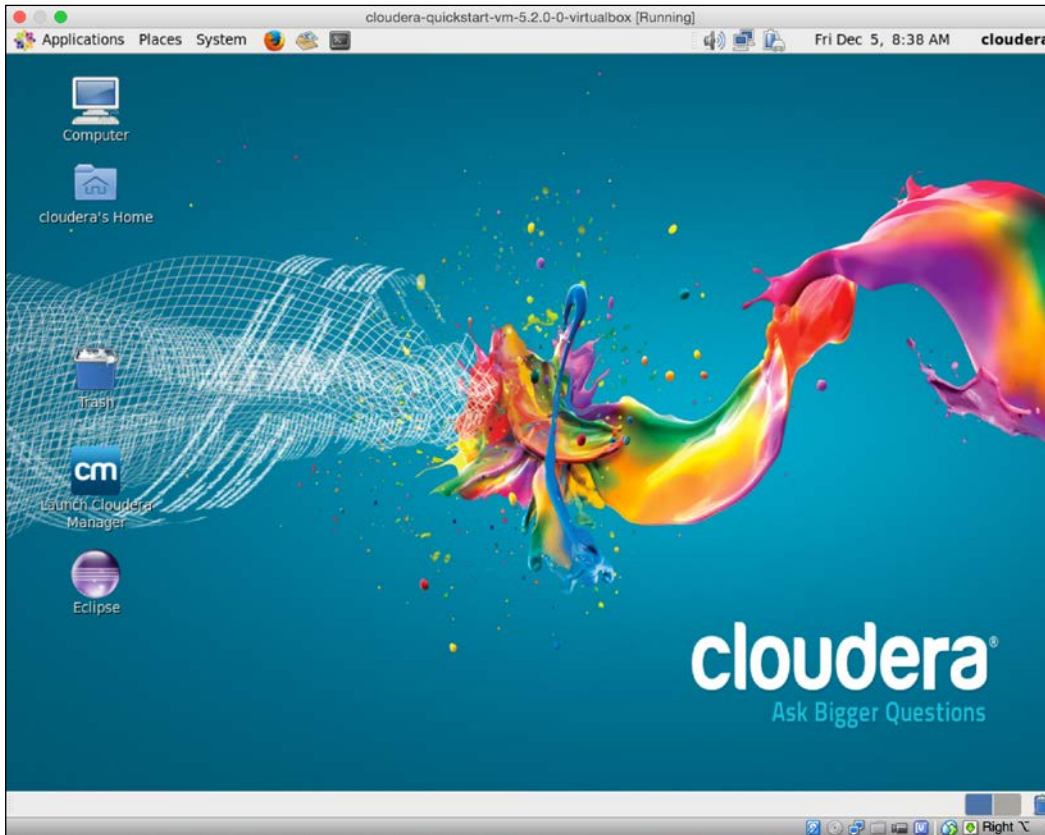 cloudera-quickstart-vm-5.2.0-0-virtualbox [Running]
Applications Places System Fri Dec 5, 8:38 AM cloudera
Computer
cloudera's Home
Trash
cm
Launch Cloudera
Manager
Eclipse
cloudera®
Ask Bigger Questions
Right ⌥